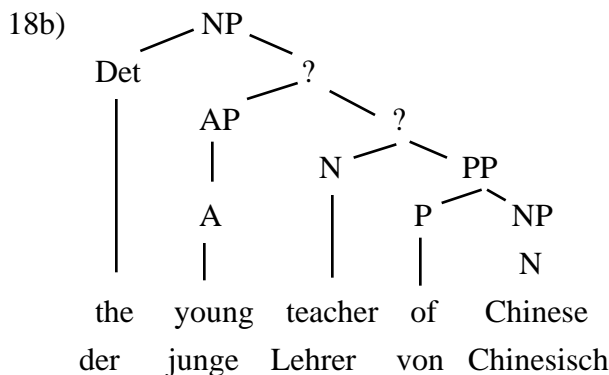 18b) NP
Det ?
AP ?
N PP
A P NP
N
the young teacher of Chinese
der junge Lehrer von Chinesisch